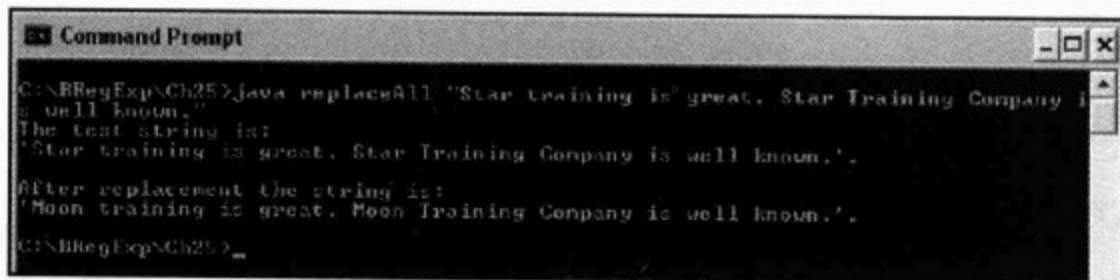 Command Prompt
C:\BRegExp\Ch25>java replaceAll "Star training is great. Star Training Company i
s well known."
The test string is:
'Star training is great. Star Training Company is well known.'.
After replacement the string is:
'Moon training is great. Moon Training Company is well known.'.
C:\BRegExp\Ch25>_